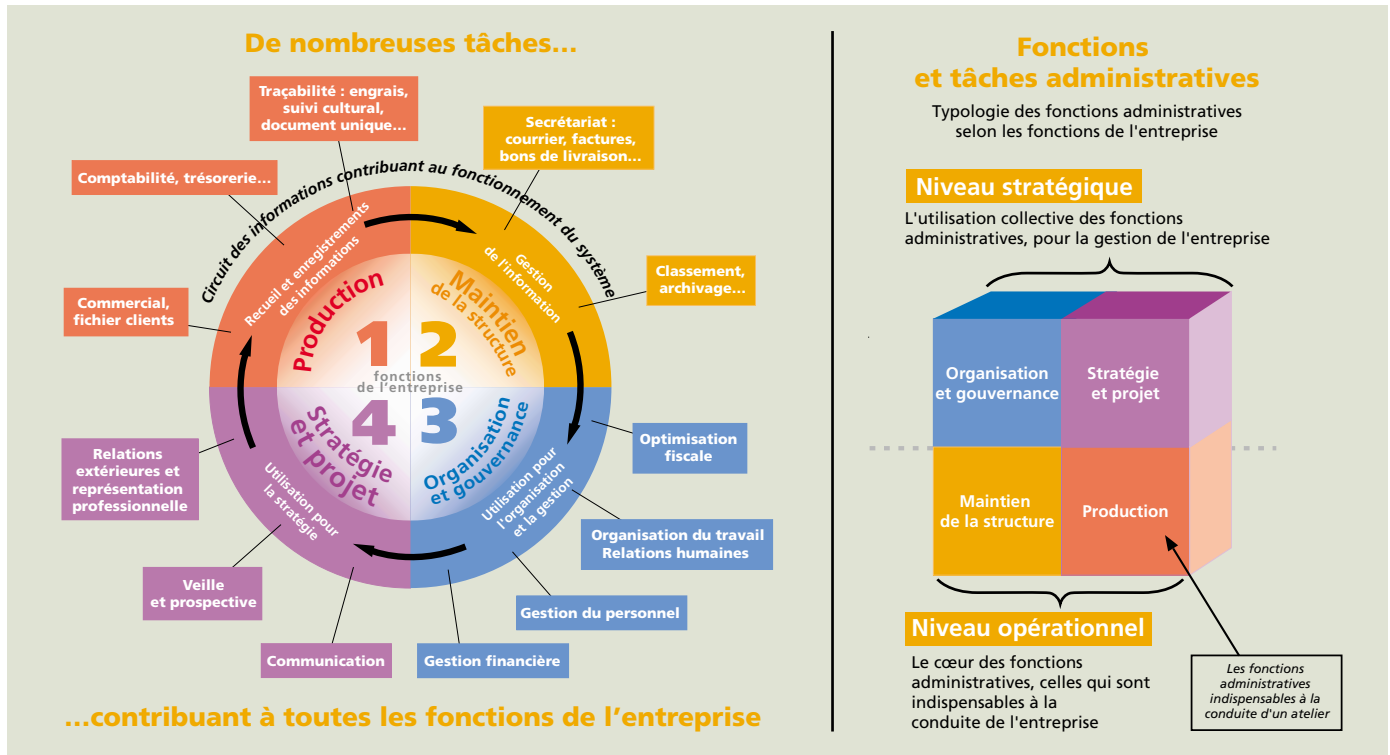 De nombreuses tâches...
Traçabilité : engrais,
suivi cultural,
document unique...
Secrétariat :
courrier, factures,
bons de livraison...
Comptabilité, trésorerie...
Circuit des informations contribuant au fonctionnement du système
Classement,
archivage...
Commercial,
fichier clients
Recueil et enregistrements
des informations
Gestion
de l'information
Production
Maintien
de la structure
1
2
fonctions
de l'entreprise
4
3
Stratégie
et projet
Organisation
et gouvernance
Utilisation pour
la stratégie
Utilisation pour
l'organisation
et la gestion
Optimisation
fiscale
Relations
extérieures et
représentation
professionnelle
Organisation du travail
Relations humaines
Veille
et prospective
Gestion du personnel
Communication
Gestion financière
...contribuant à toutes les fonctions de l'entreprise
Fonctions
et tâches administratives
Typologie des fonctions administratives
selon les fonctions de l'entreprise
Niveau stratégique
L'utilisation collective des fonctions
administratives, pour la gestion de l'entreprise
Organisation
et gouvernance
Stratégie
et projet
Maintien
de la structure
Production
Niveau opérationnel
Le cœur des fonctions
administratives, celles qui sont
indispensables à la
conduite de l'entreprise
Les fonctions
administratives
indispensables à la
conduite d'un atelier